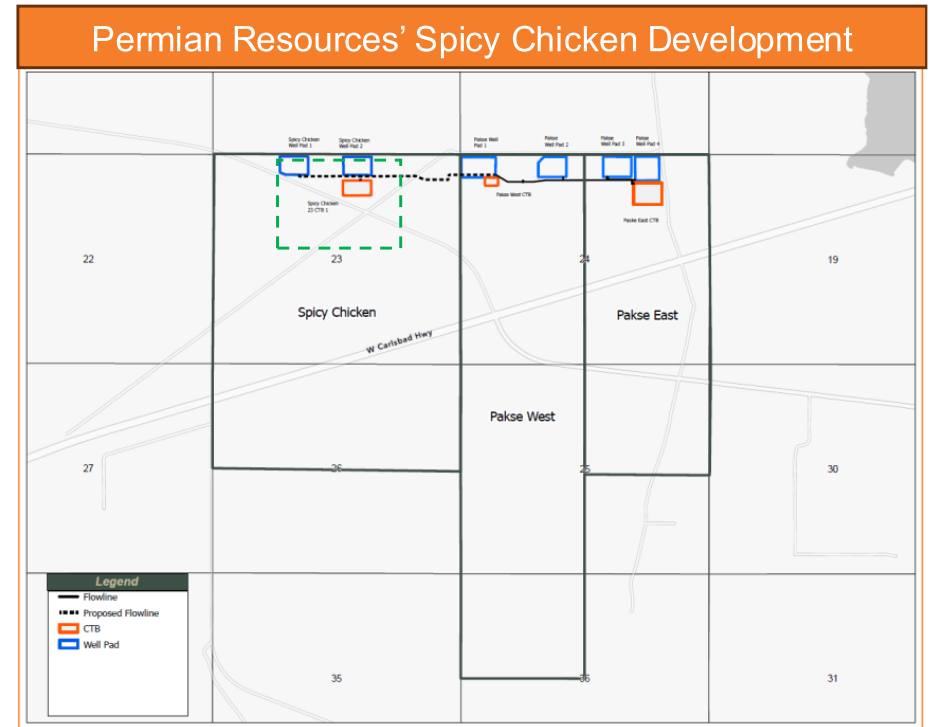 Permian Resources’ Spicy Chicken Development
Spicy Chicken
Well Pad 1
Spicy Chicken
Well Pad 2
Pakse Well
Pad 1
Pakse
Well Pad 2
Pakse
Well Pad 3
Pakse
Well Pad 4
Spicy Chicken
23 CTB 1
Pakse West CTB
Pakse East CTB
22
23
24
19
Spicy Chicken
Pakse East
W Carlsbad Hwy
Pakse West
27
26
25
30
Legend
Flowline
Proposed Flowline
CTB
Well Pad
35
36
31